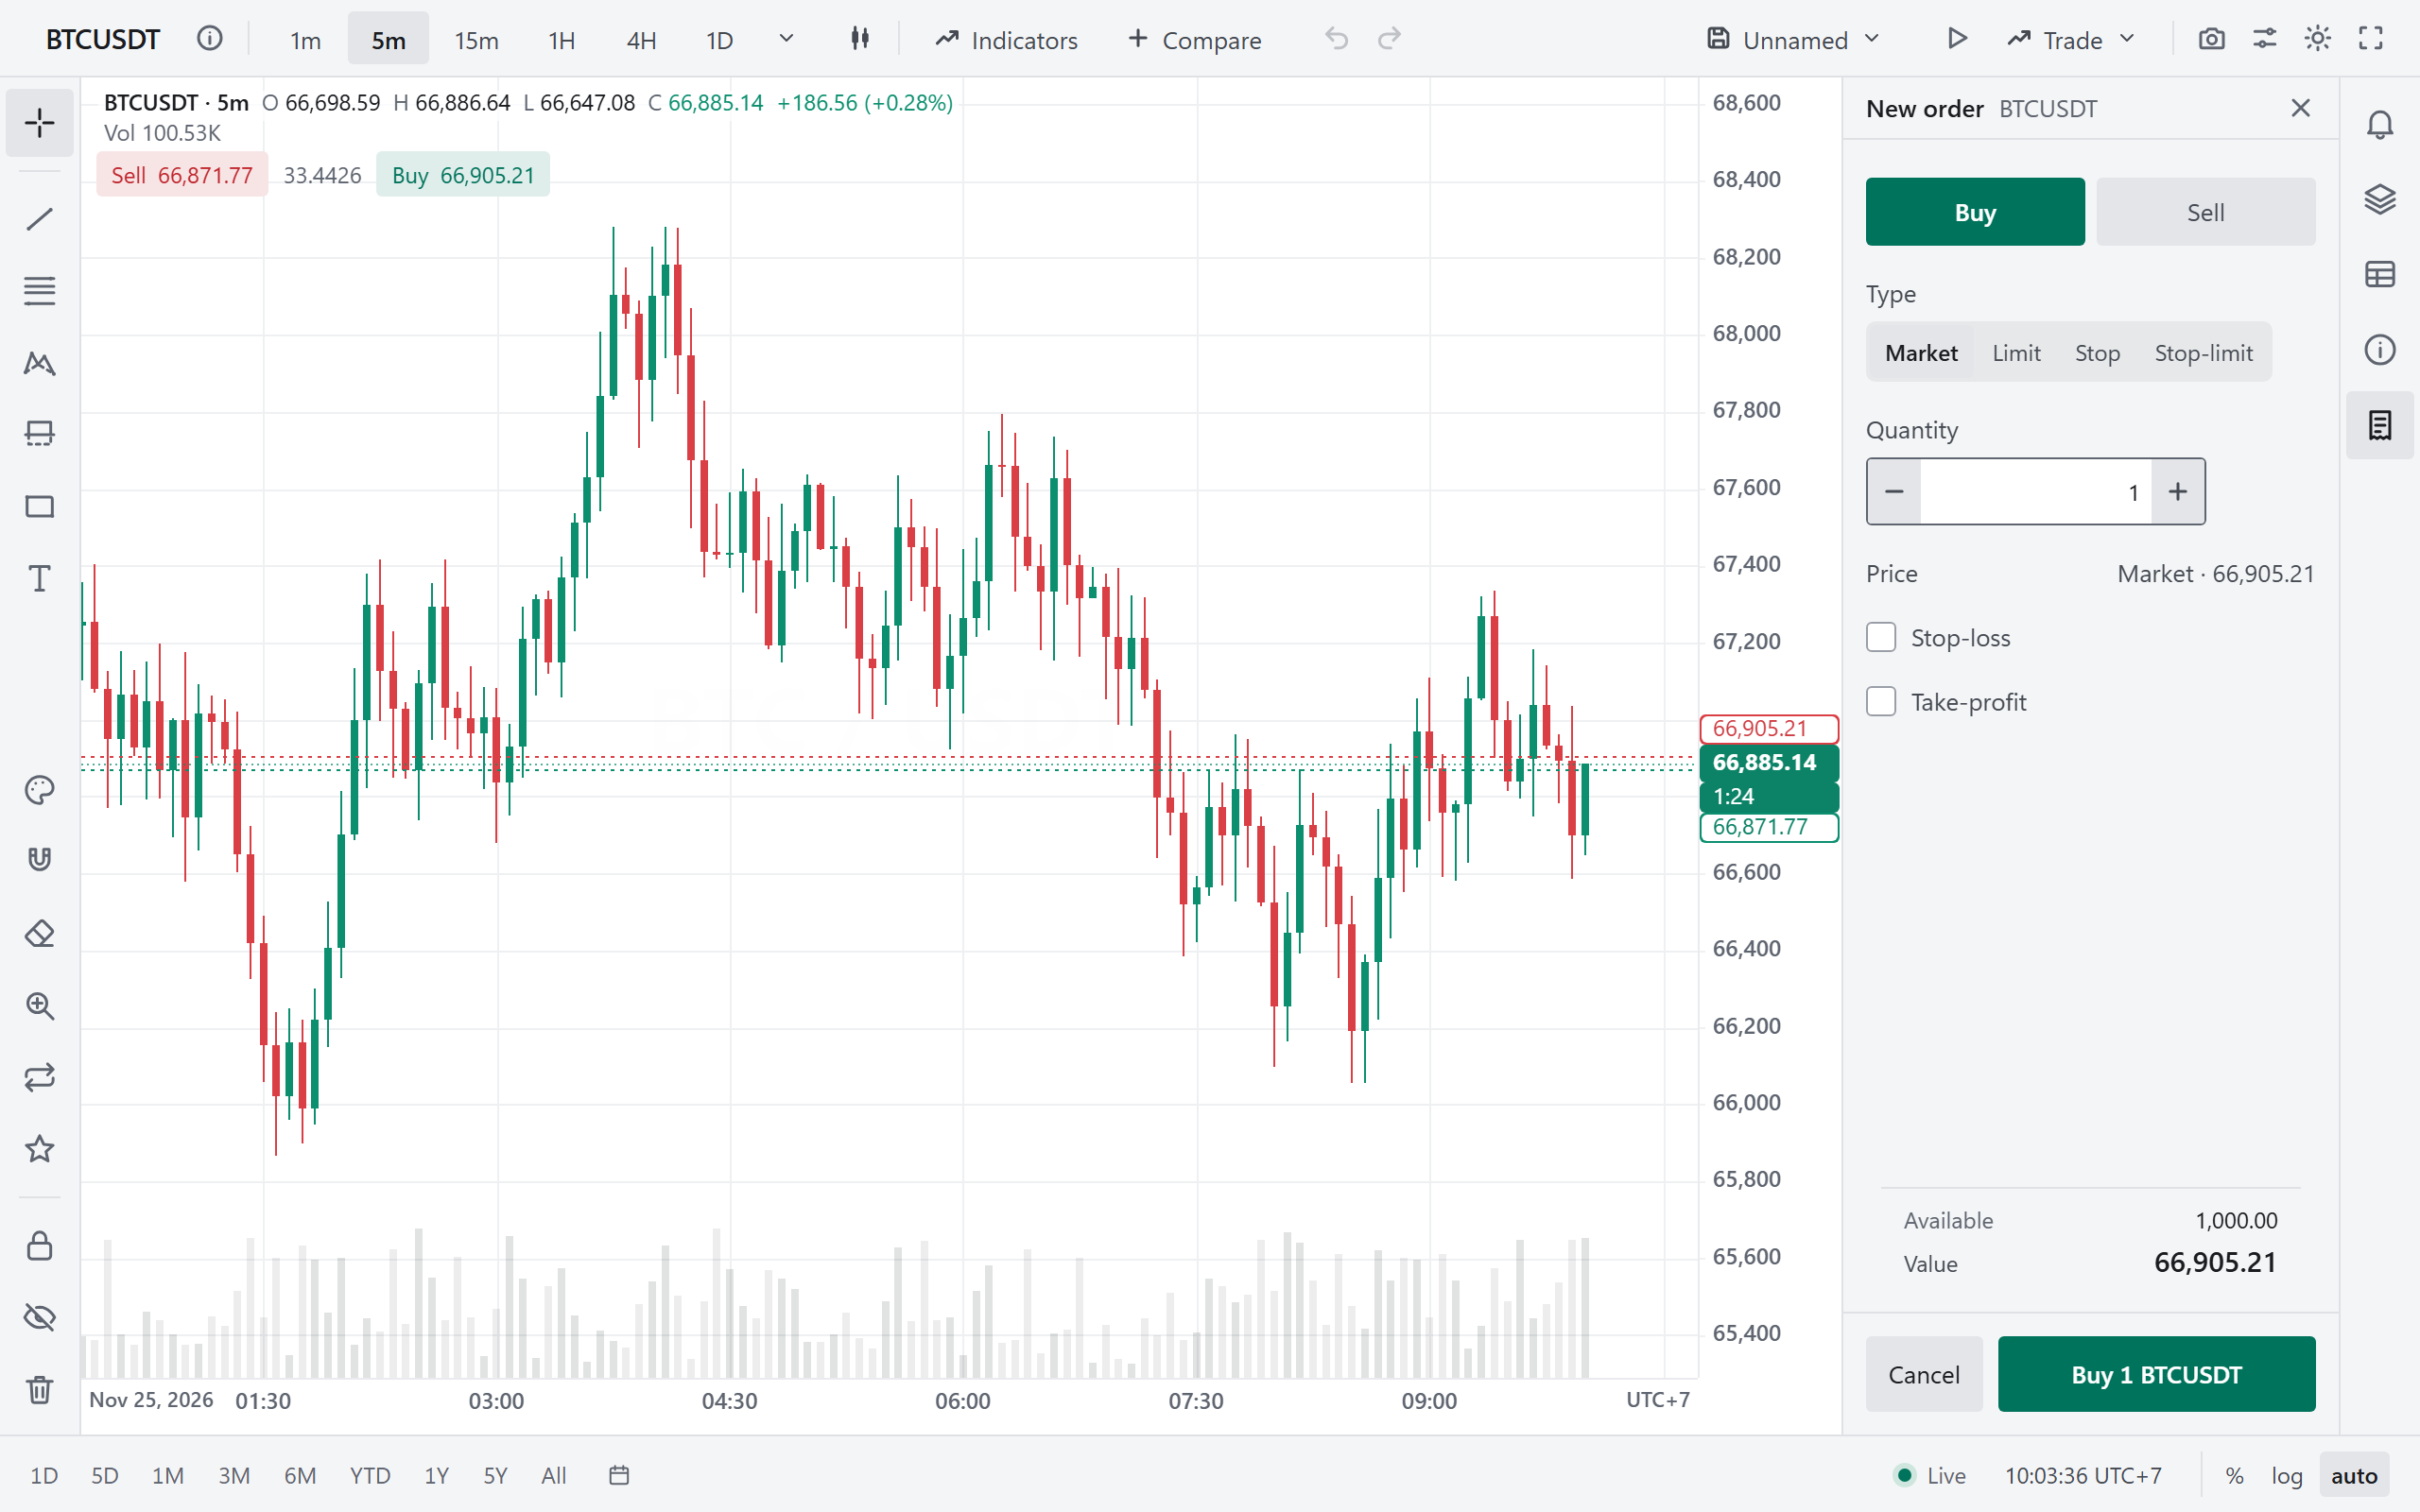 BTCUSDT 1m 5m 15m 1H 4H 1D Indicators Compare Unnamed Trade
BTCUSDT · 5m O 66,698.59 H 66,886.64 L 66,647.08 C 66,885.14 +186.56 (+0.28%)
Vol 100.53K
Sell 66,871.77 33.4426 Buy 66,905.21
68,600
68,400
68,200
68,000
67,800
67,600
67,400
67,200
66,905.21
66,885.14
1:24
66,871.77
66,600
66,400
66,200
66,000
65,800
65,600
65,400
Nov 25, 2026 01:30 03:00 04:30 06:00 07:30 09:00 UTC+7
New order BTCUSDT
Buy Sell
Type
Market Limit Stop Stop-limit
Quantity
1
Price Market · 66,905.21
Stop-loss
Take-profit
Available 1,000.00
Value 66,905.21
Cancel Buy 1 BTCUSDT
1D 5D 1M 3M 6M YTD 1Y 5Y All Live 10:03:36 UTC+7 % log auto